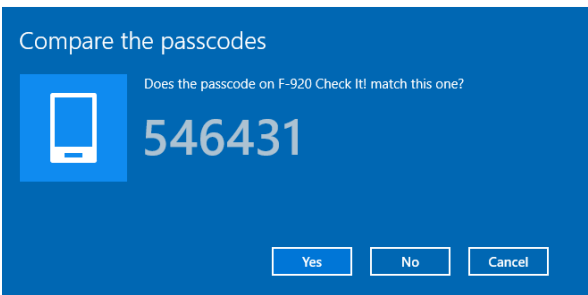 Compare the passcodes
Does the passcode on F-920 Check It! match this one?
546431
Yes No Cancel